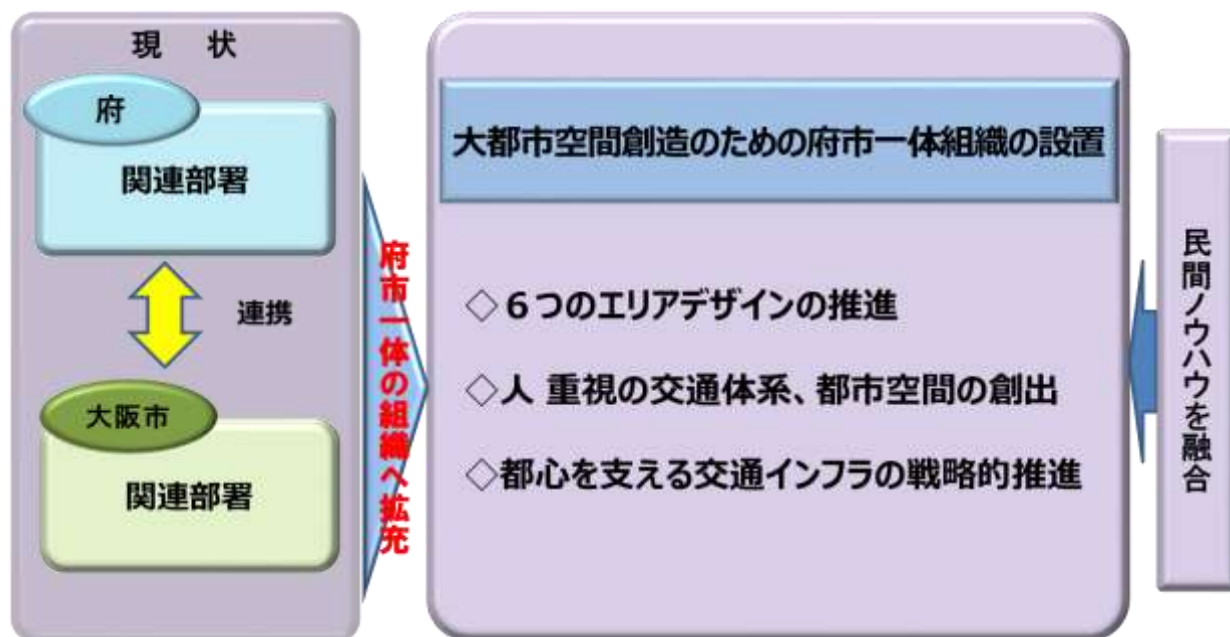 現 状
府
関連部署
連携
大阪市
関連部署
府市一体の組織へ拡充
大都市空間創造のための府市一体組織の設置
◇６つのエリアデザインの推進
◇人 重視の交通体系、都市空間の創出
◇都心を支える交通インフラの戦略的推進
民間ノウハウを融合